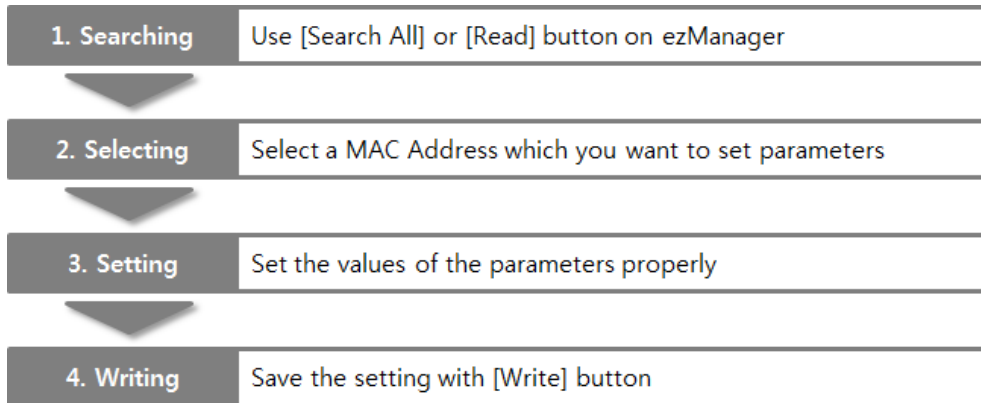 1. Searching Use [Search All] or [Read] button on ezManager
2. Selecting Select a MAC Address which you want to set parameters
3. Setting Set the values of the parameters properly
4. Writing Save the setting with [Write] button